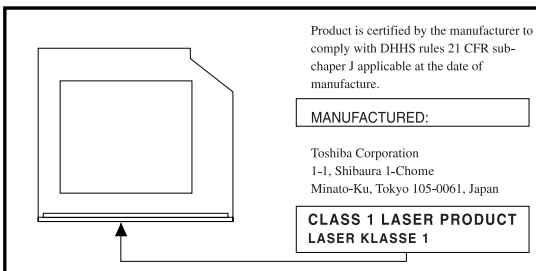 Product is certified by the manufacturer to
comply with DHHS rules 21 CFR sub-
chaper J applicable at the date of
manufacture.
MANUFACTURED:
Toshiba Corporation
1-1, Shibaura 1-Chome
Minato-Ku, Tokyo 105-0061, Japan
CLASS 1 LASER PRODUCT
LASER KLASSE 1